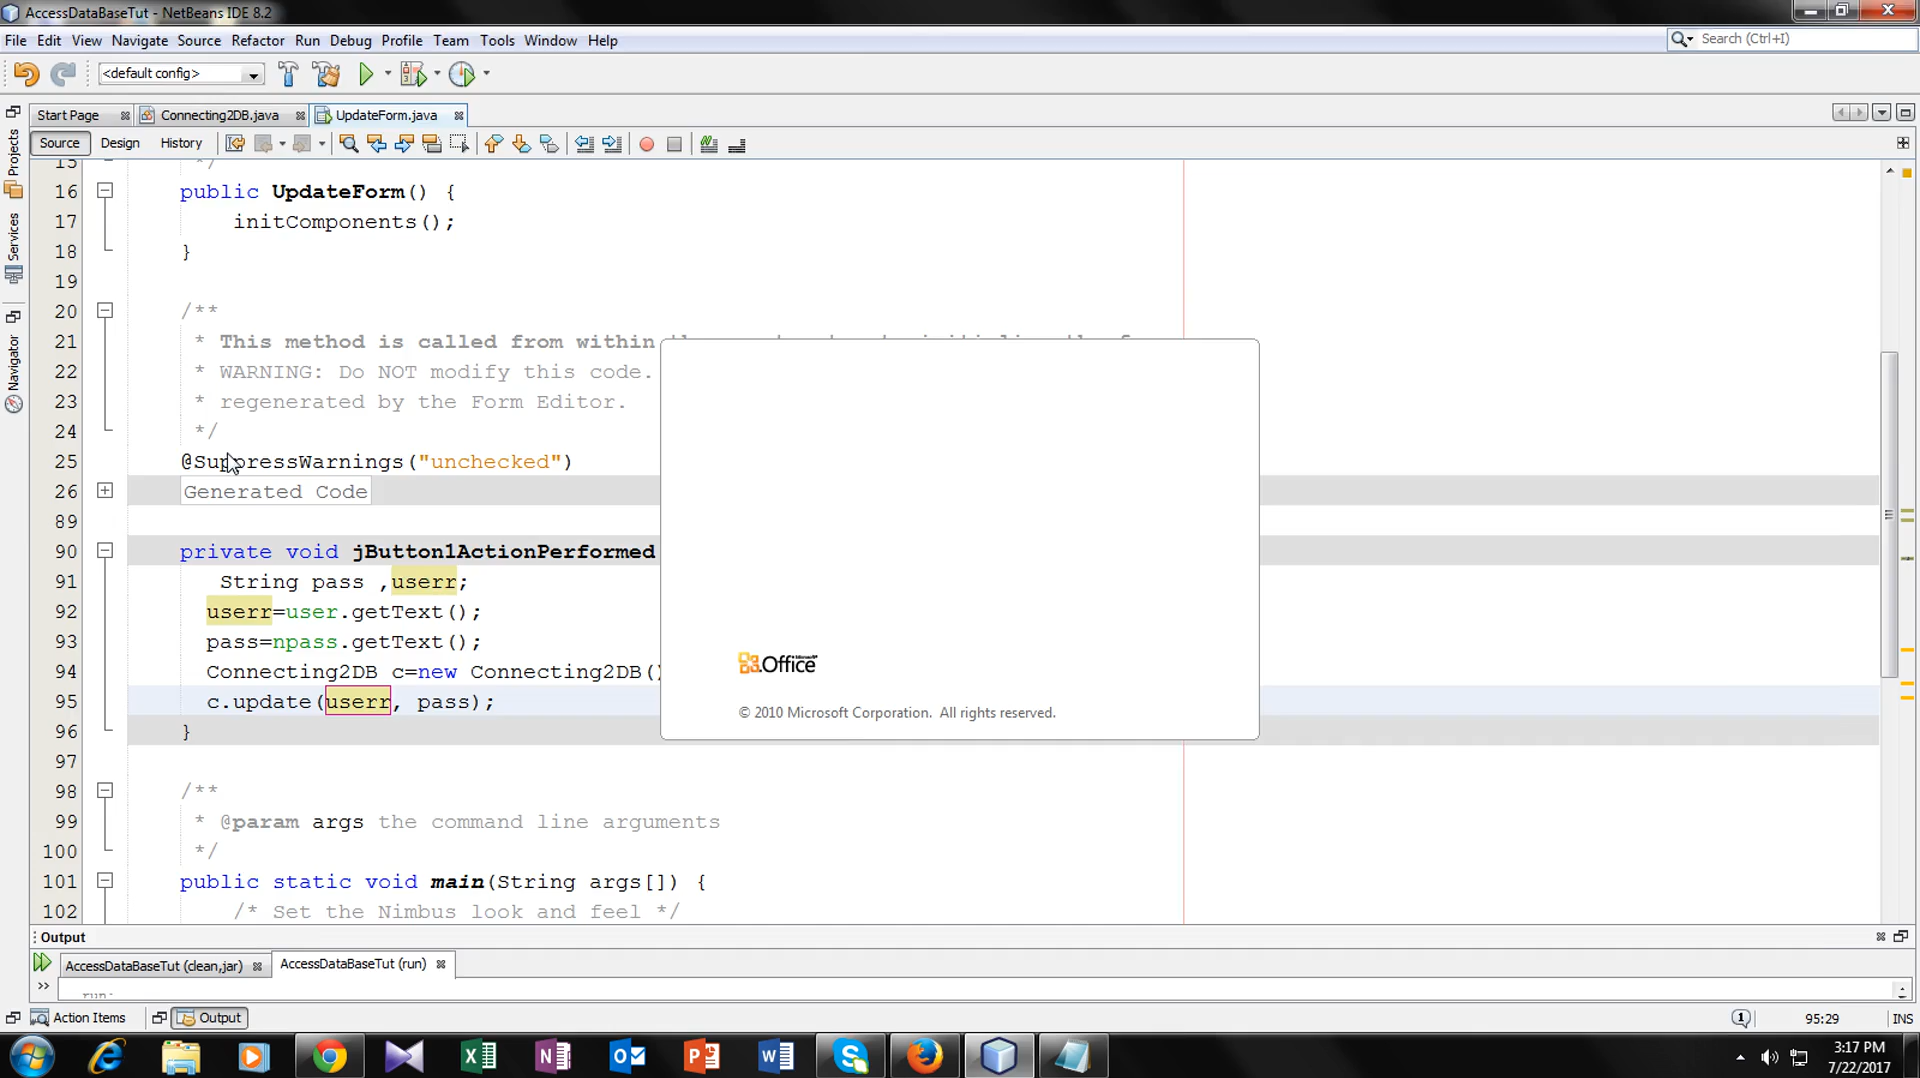 AccessDataBaseTut - NetBeans IDE 8.2
File Edit View Navigate Source Refactor Run Debug Profile Team Tools Window Help
Search (Ctrl+I)
<default config>
Start Page Connecting2DB.java UpdateForm.java
Source Design History
Projects
Services
Navigator
15 */
16 public UpdateForm() {
17 initComponents();
18 }
19
20 /**
21 * This method is called from within
22 * WARNING: Do NOT modify this code.
23 * regenerated by the Form Editor.
24 */
25 @SuppressWarnings("unchecked")
26 Generated Code
89
90 private void jButton1ActionPerformed
91 String pass ,userr;
92 userr=user.getText();
93 pass=npass.getText();
94 Connecting2DB c=new Connecting2DB()
95 c.update(userr, pass);
96 }
97
98 /**
99 * @param args the command line arguments
100 */
101 public static void main(String args[]) {
102 /* Set the Nimbus look and feel */
Microsoft
Office
© 2010 Microsoft Corporation. All rights reserved.
Output
AccessDataBaseTut (clean,jar) AccessDataBaseTut (run)
run:
Action Items Output
95:29 INS
3:17 PM
7/22/2017